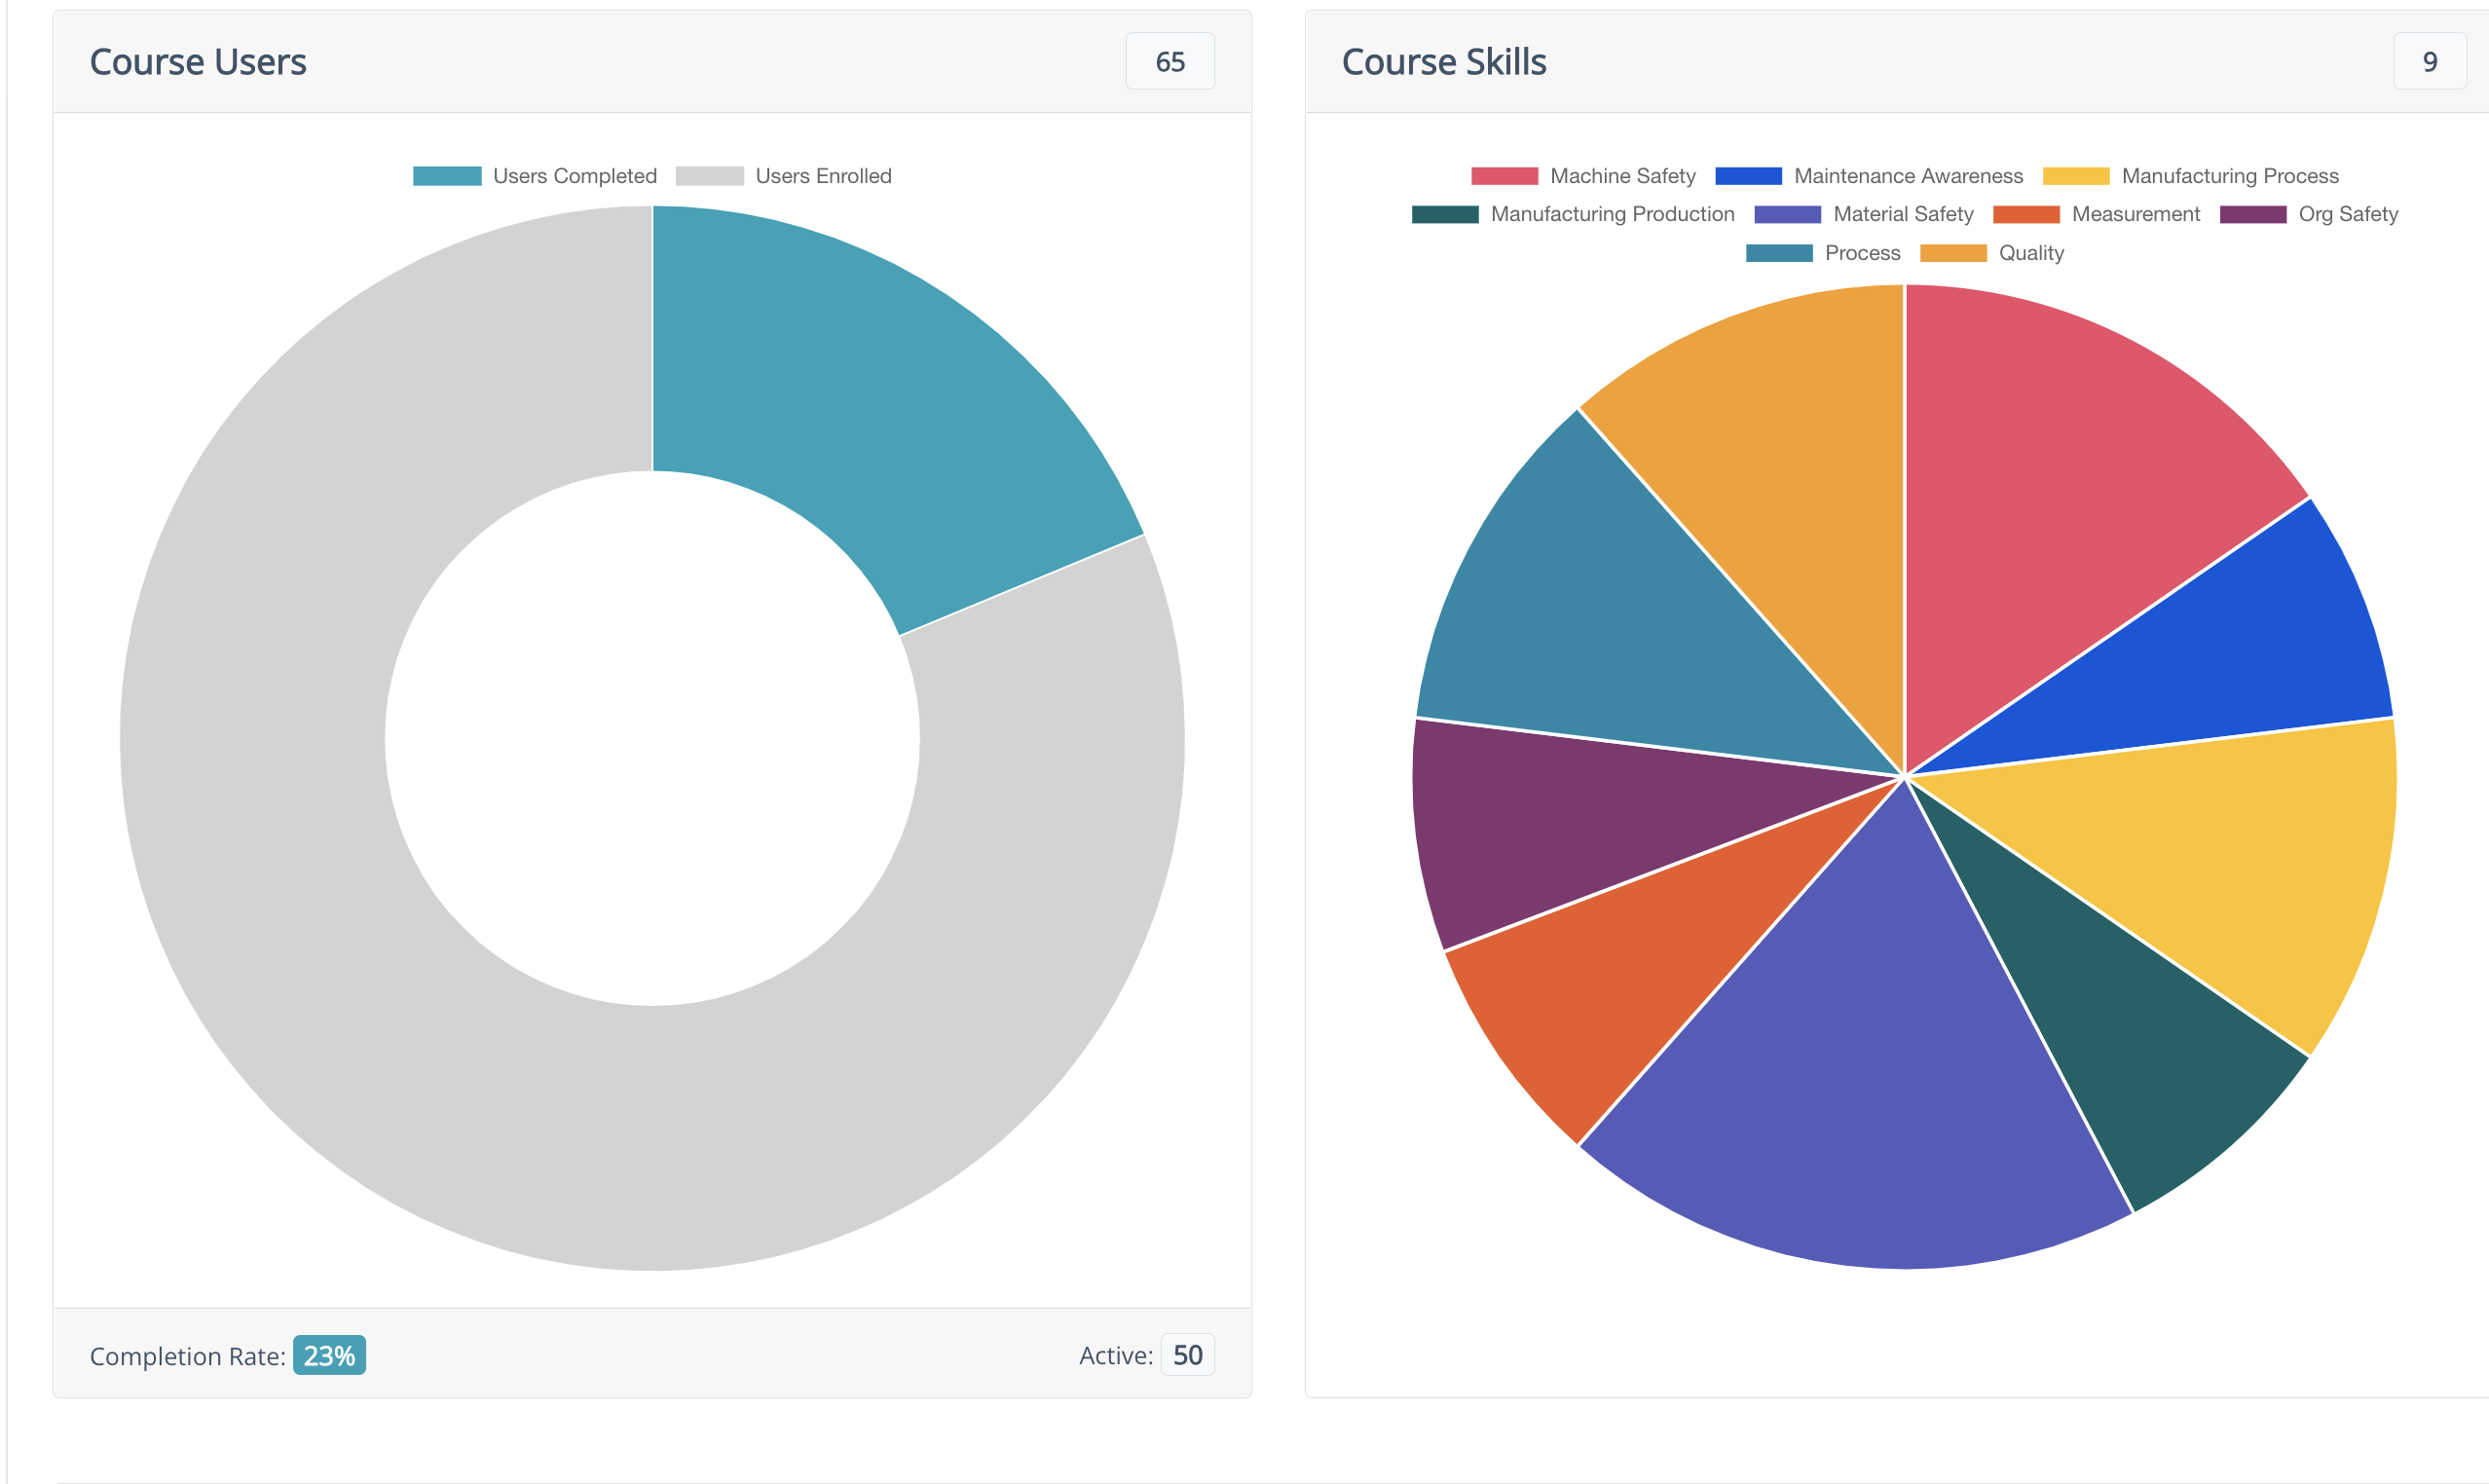 Course Users
65
Users Completed Users Enrolled
Completion Rate: 23%
Active: 50
Course Skills
9
Machine Safety Maintenance Awareness Manufacturing Process
Manufacturing Production Material Safety Measurement Org Safety
Process Quality